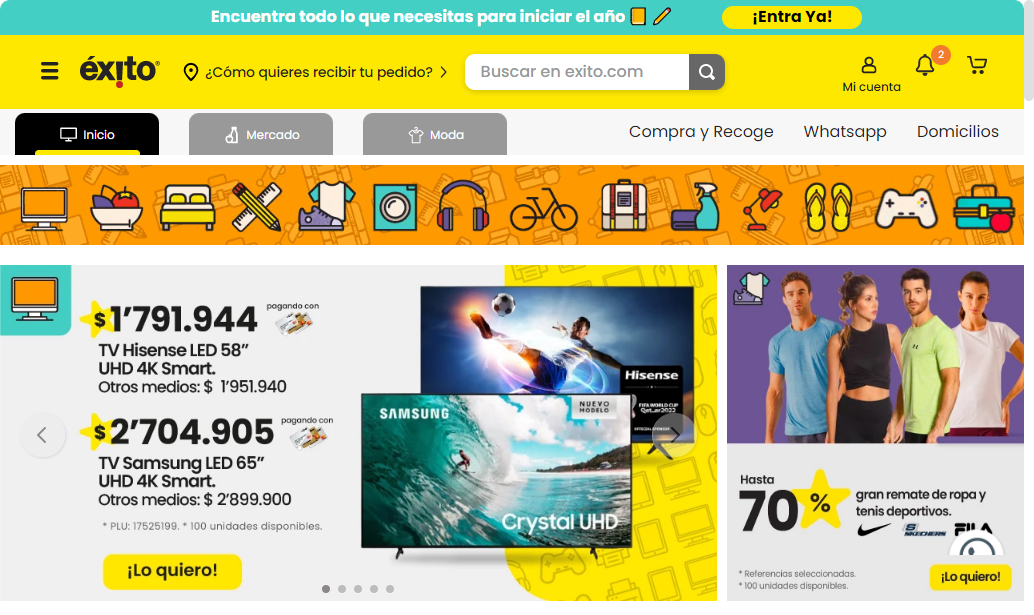 Encuentra todo lo que necesitas para iniciar el año
¡Entra Ya!
éxito
¿Cómo quieres recibir tu pedido?
Buscar en exito.com
Mi cuenta
2
Inicio
Mercado
Moda
Compra y Recoge
Whatsapp
Domicilios
$1’791.944
pagando con
TV Hisense LED 58”
UHD 4K Smart.
Otros medios: $ 1’951.940
$2’704.905
pagando con
TV Samsung LED 65”
UHD 4K Smart.
Otros medios: $ 2’899.900
* PLU: 17525199. * 100 unidades disponibles.
¡Lo quiero!
Hisense
FIFA WORLD CUP
Qatar2022
OFFICIAL SPONSOR
SAMSUNG
NUEVO
MODELO
Crystal UHD
Hasta
70%
gran remate de ropa y
tenis deportivos.
SKECHERS
FILA
* Referencias seleccionadas.
* 100 unidades disponibles.
¡Lo quiero!